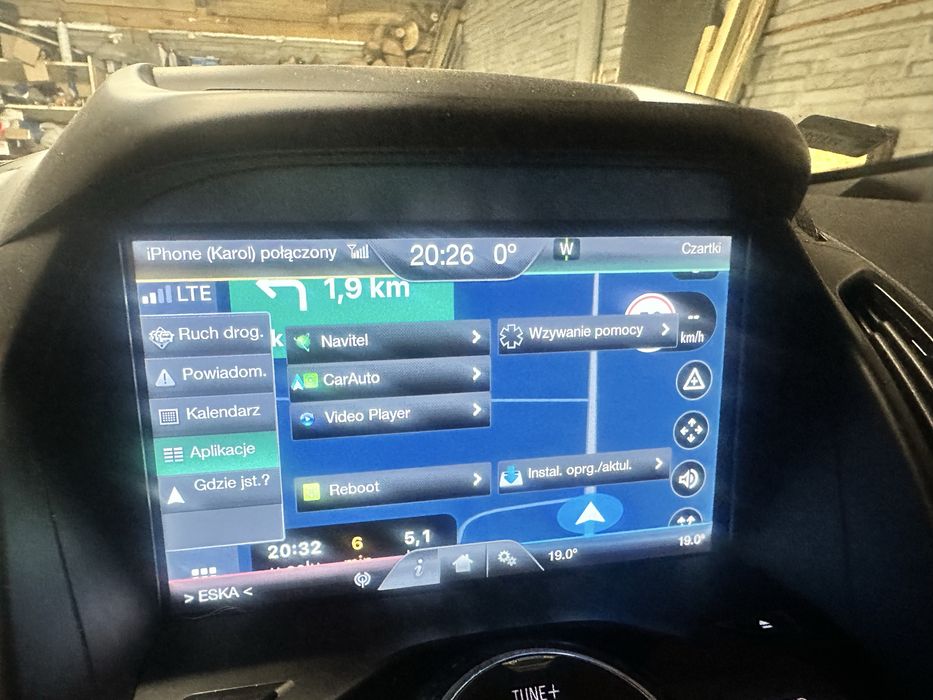 iPhone (Karol) połączony
20:26 0°
W
Czartki
LTE
1,9 km
k
Ruch drog.
Powiadom.
Kalendarz
Aplikacje
Gdzie jst.?
Navitel
CarAuto
Video Player
Reboot
Wzywanie pomocy
Instal. oprg./aktul.
--
km/h
20:32 6 5,1
> ESKA <
i
19.0°
19.0°
TUNE+